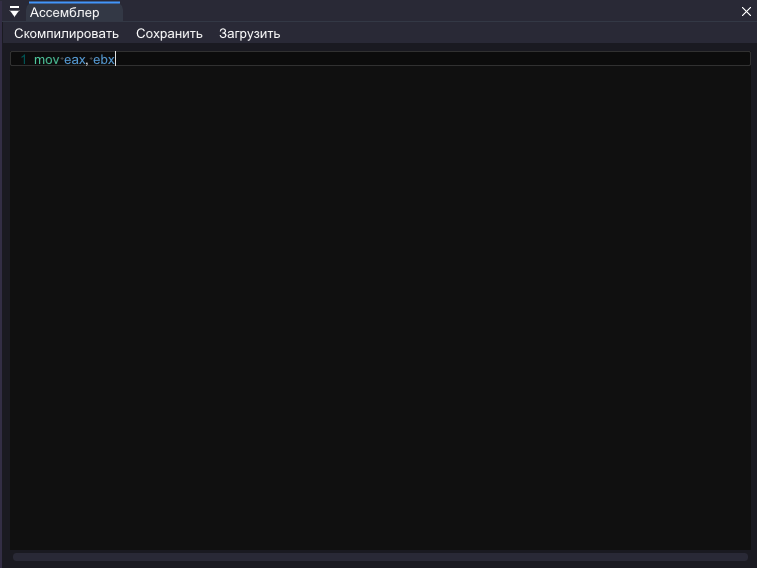 Ассемблер
Скомпилировать Сохранить Загрузить
1 mov eax, ebx